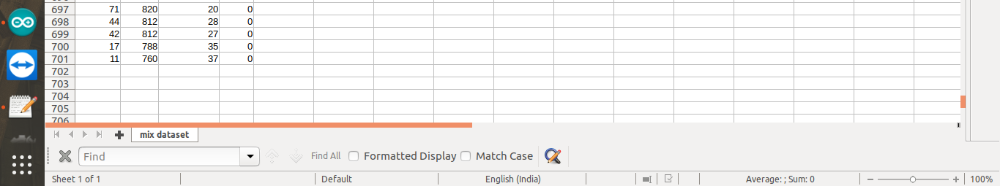 697 71 820 20 0
698 44 812 28 0
699 42 812 27 0
700 17 788 35 0
701 11 760 37 0
702
703
704
705
706
mix dataset
Find Find All Formatted Display Match Case
Sheet 1 of 1 Default English (India) Average: ; Sum: 0 100%